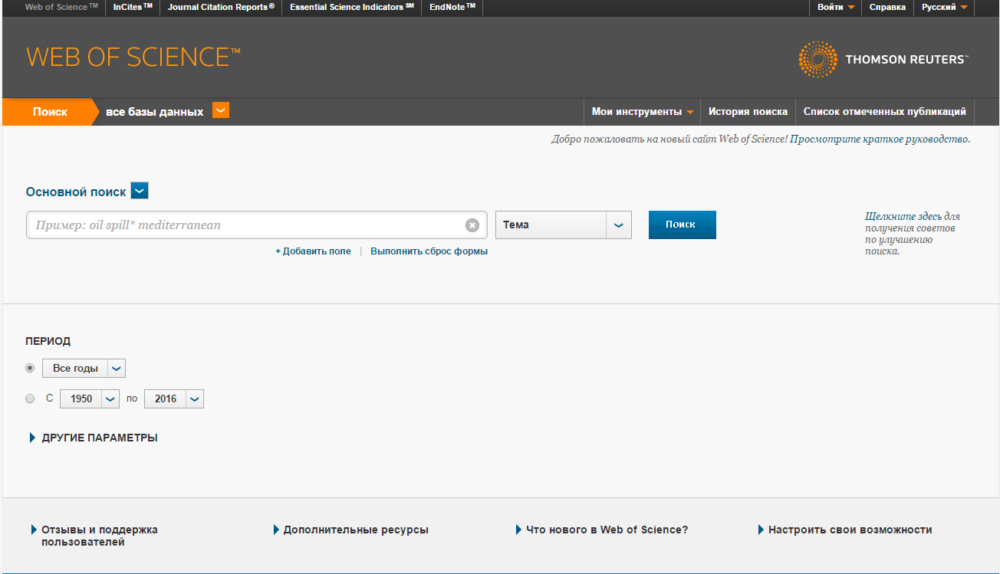 Web of Science™ InCites™ Journal Citation Reports® Essential Science Indicators℠ EndNote™ Войти Справка Русский
WEB OF SCIENCE™
THOMSON REUTERS™
Поиск все базы данных Мои инструменты История поиска Список отмеченных публикаций
Добро пожаловать на новый сайт Web of Science! Просмотрите краткое руководство.
Основной поиск
Пример: oil spill* mediterranean Тема Поиск
Щелкните здесь для
получения советов
по улучшению
поиска.
+ Добавить поле | Выполнить сброс формы
ПЕРИОД
Все годы
С 1950 по 2016
ДРУГИЕ ПАРАМЕТРЫ
Отзывы и поддержка
пользователей
Дополнительные ресурсы
Что нового в Web of Science?
Настроить свои возможности